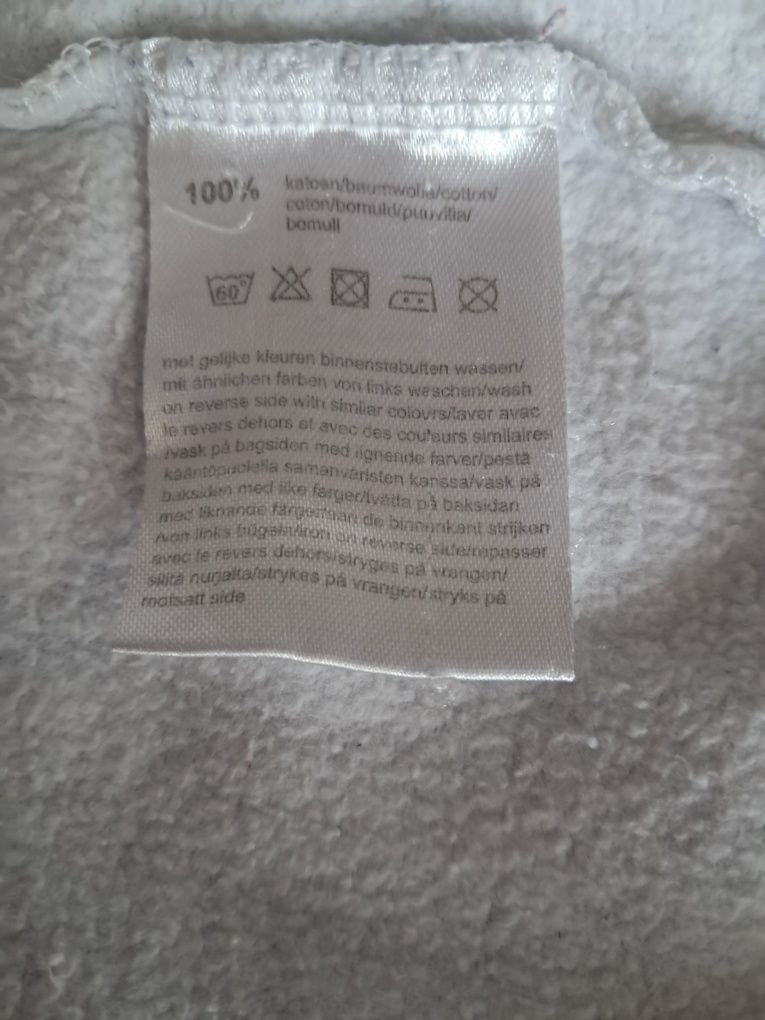 100% katoen/baumwolle/cotton/
coton/bomuld/puuvilla/
bomull
60°
met gelijke kleuren binnenstebuiten wassen/
mit ähnlichen farben von links waschen/wash
on reverse side with similar colours/laver avec
le revers dehors et avec des couleurs similaires
/vask på bagsiden med lignende farver/pestä
kääntöpuolella samanväristen kanssa/vask på
baksiden med like farger/tvätta på baksidan
med liknande färger/aan de binnenkant strijken
/von links bügeln/iron on reverse side/repasser
avec le revers dehors/stryges på vrangen/
silitä nurjalta/strykes på vrangen/stryks på
motsatt side